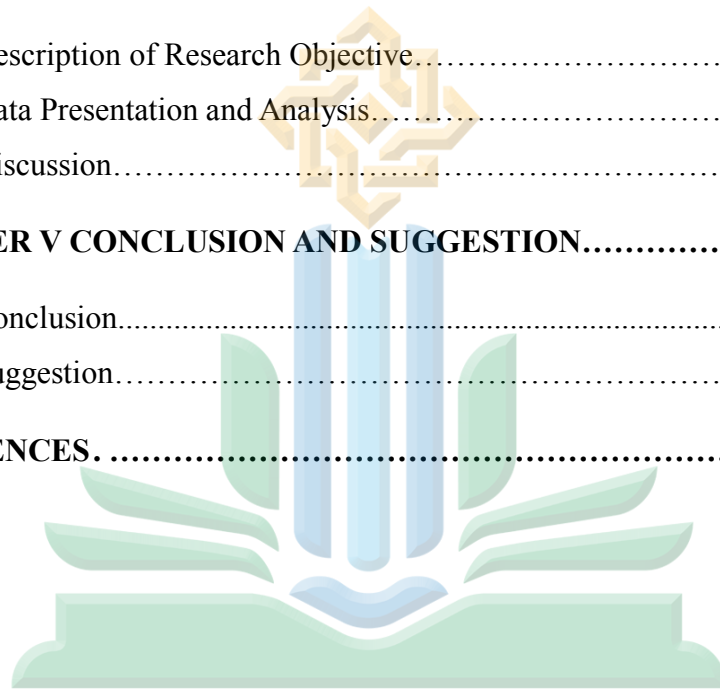 escription of Research Objective…………………………
ata Presentation and Analysis………………………………
iscussion………………………………………………………
ER V CONCLUSION AND SUGGESTION…………
onclusion..........................................................................
uggestion………………………………………………………
ENCES. ……………………………………………………